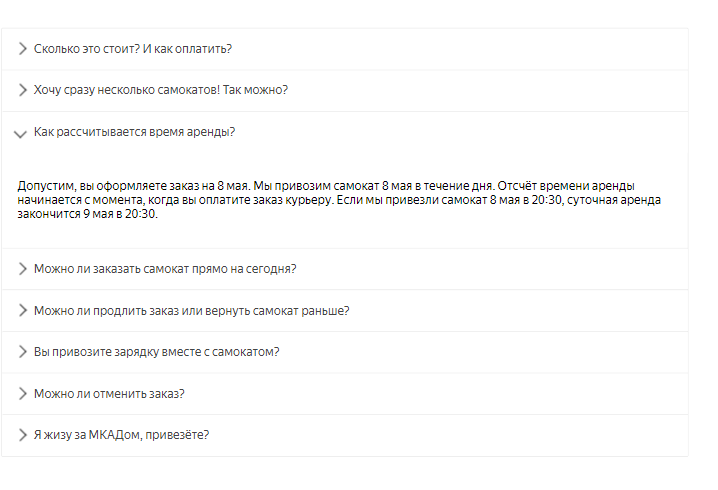 Сколько это стоит? И как оплатить?
Хочу сразу несколько самокатов! Так можно?
Как рассчитывается время аренды?
Допустим, вы оформляете заказ на 8 мая. Мы привозим самокат 8 мая в течение дня. Отсчёт времени аренды
начинается с момента, когда вы оплатите заказ курьеру. Если мы привезли самокат 8 мая в 20:30, суточная аренда
закончится 9 мая в 20:30.
Можно ли заказать самокат прямо на сегодня?
Можно ли продлить заказ или вернуть самокат раньше?
Вы привозите зарядку вместе с самокатом?
Можно ли отменить заказ?
Я жизу за МКАДом, привезёте?